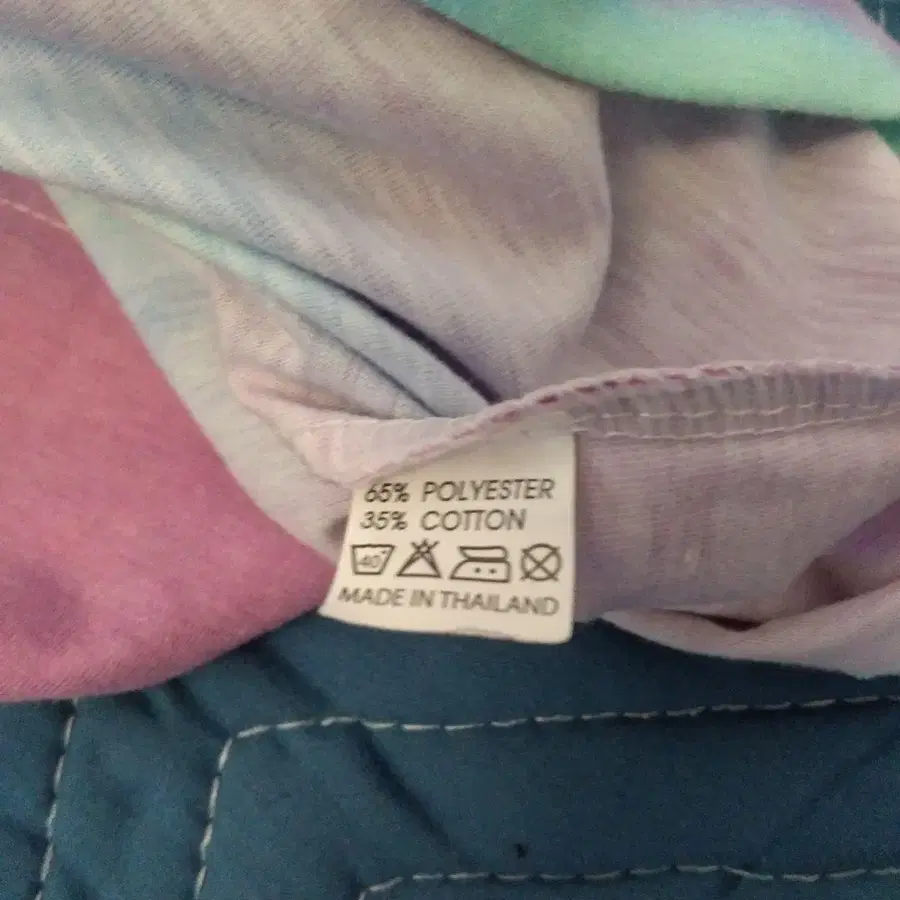 65% POLYESTER
35% COTTON
40°
MADE IN THAILAND